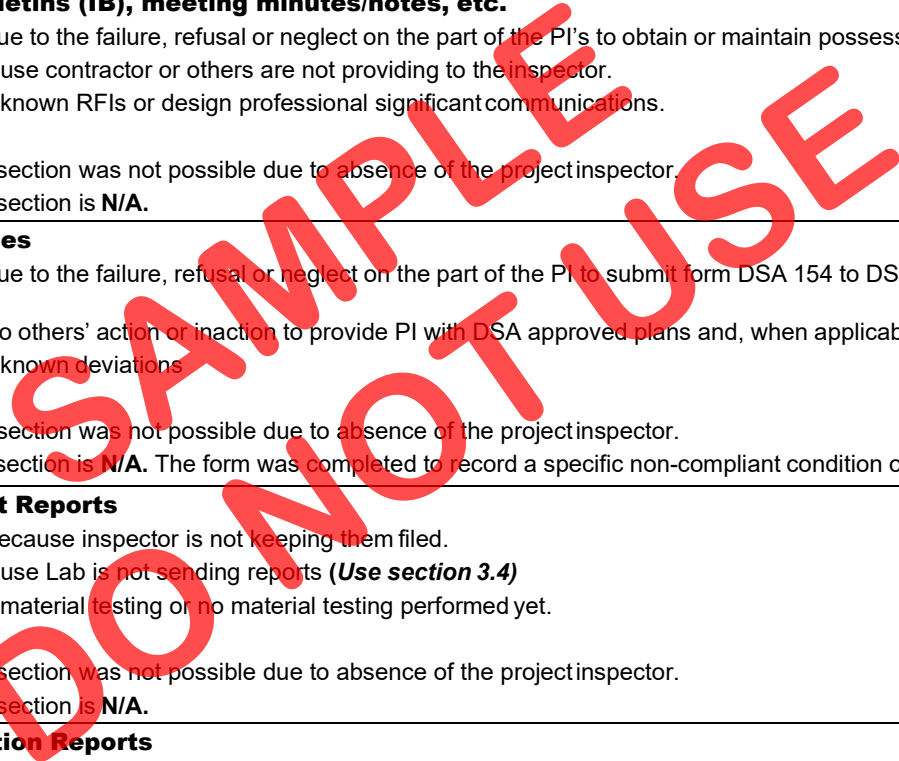 letins (IB), meeting minutes/notes, etc.
ue to the failure, refusal or neglect on the part of the PI's to obtain or maintain possess
use contractor or others are not providing to the inspector.
known RFIs or design professional significant communications.
section was not possible due to absence of the project inspector.
section is N/A.
es
ue to the failure, refusal or neglect on the part of the PI to submit form DSA 154 to DS
o others' action or inaction to provide PI with DSA approved plans and, when applicab
known deviations
section was not possible due to absence of the project inspector.
section is N/A. The form was completed to record a specific non-compliant condition o
t Reports
ecause inspector is not keeping them filed.
use Lab is not sending reports (Use section 3.4)
material testing or no material testing performed yet.
section was not possible due to absence of the project inspector.
section is N/A.
tion Reports
SAMPLE
DO NOT USE